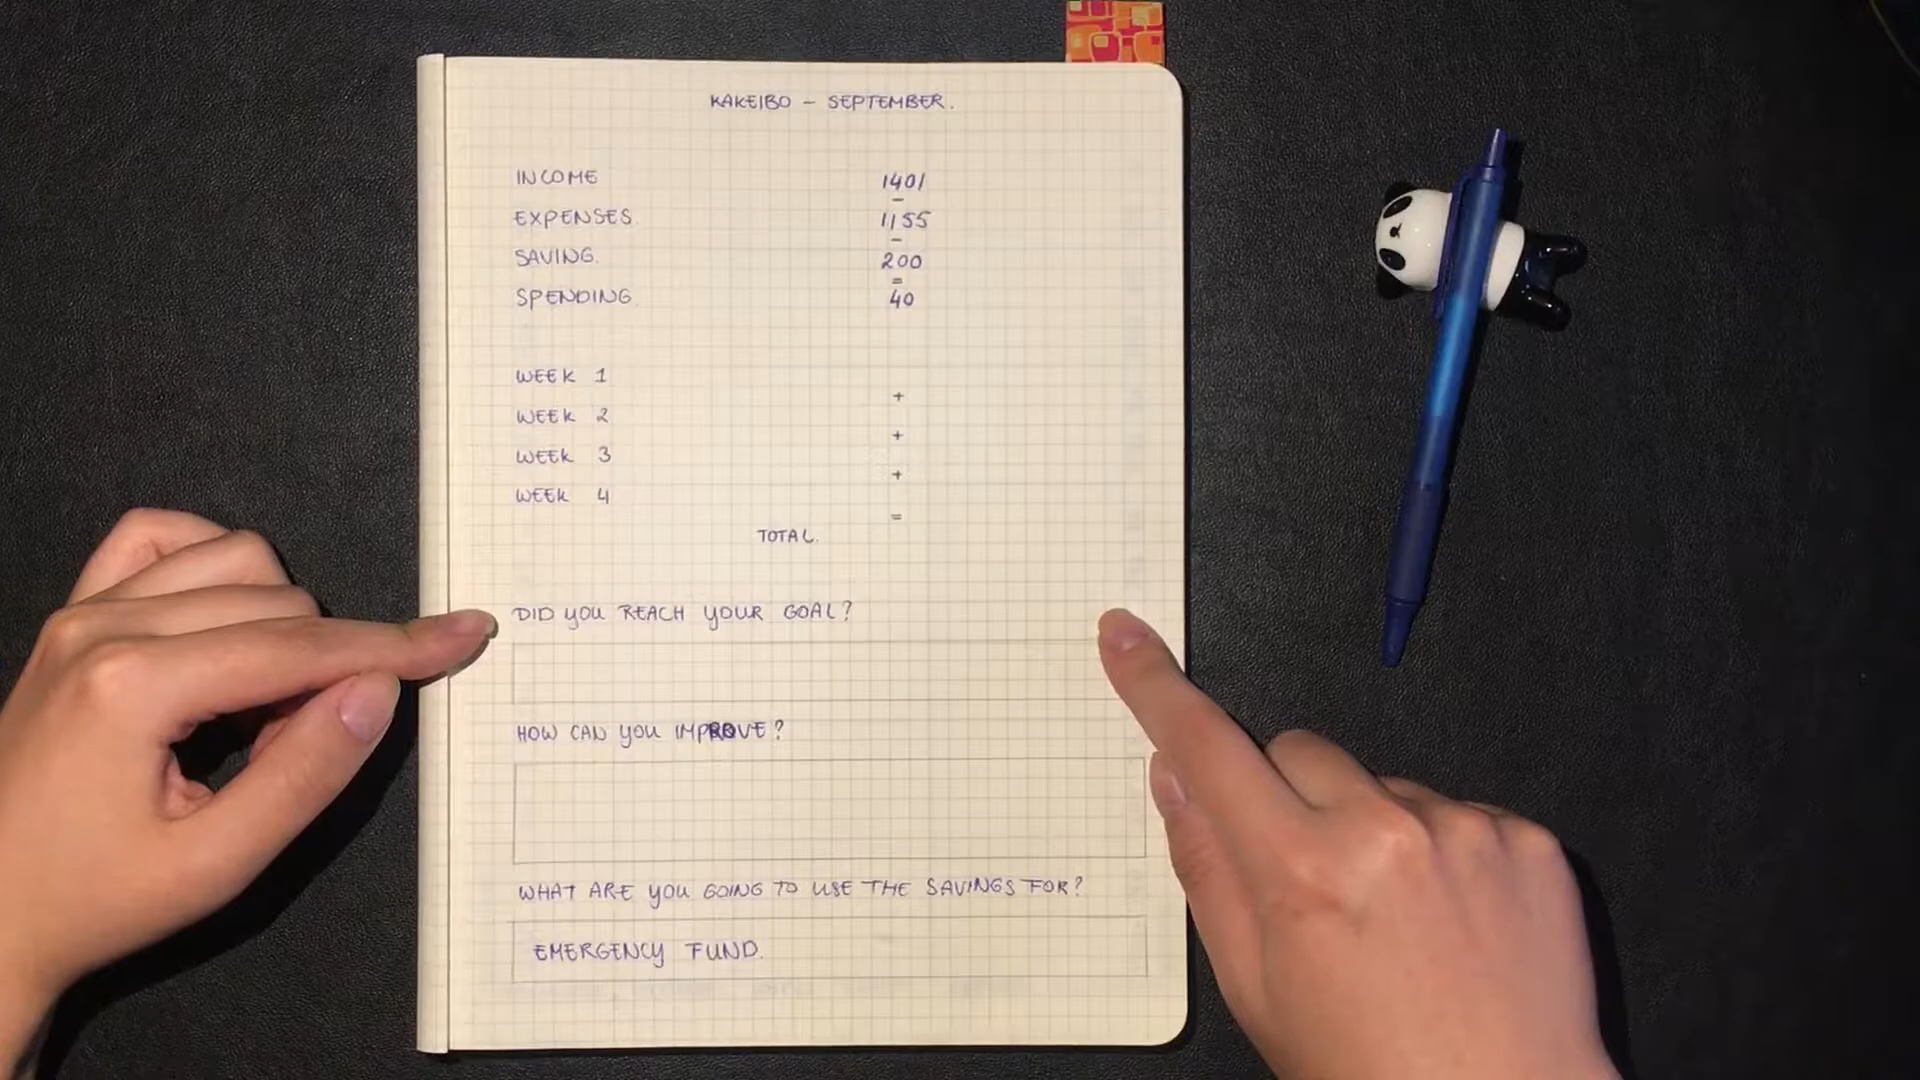 KAKEIBO - SEPTEMBER.
INCOME 1401
-
EXPENSES. 1155
-
SAVING. 200
=
SPENDING. 40
WEEK 1
+
WEEK 2
+
WEEK 3
+
WEEK 4
=
TOTAL.
DID YOU REACH YOUR GOAL?
HOW CAN YOU IMPROVE?
WHAT ARE YOU GOING TO USE THE SAVINGS FOR?
EMERGENCY FUND.